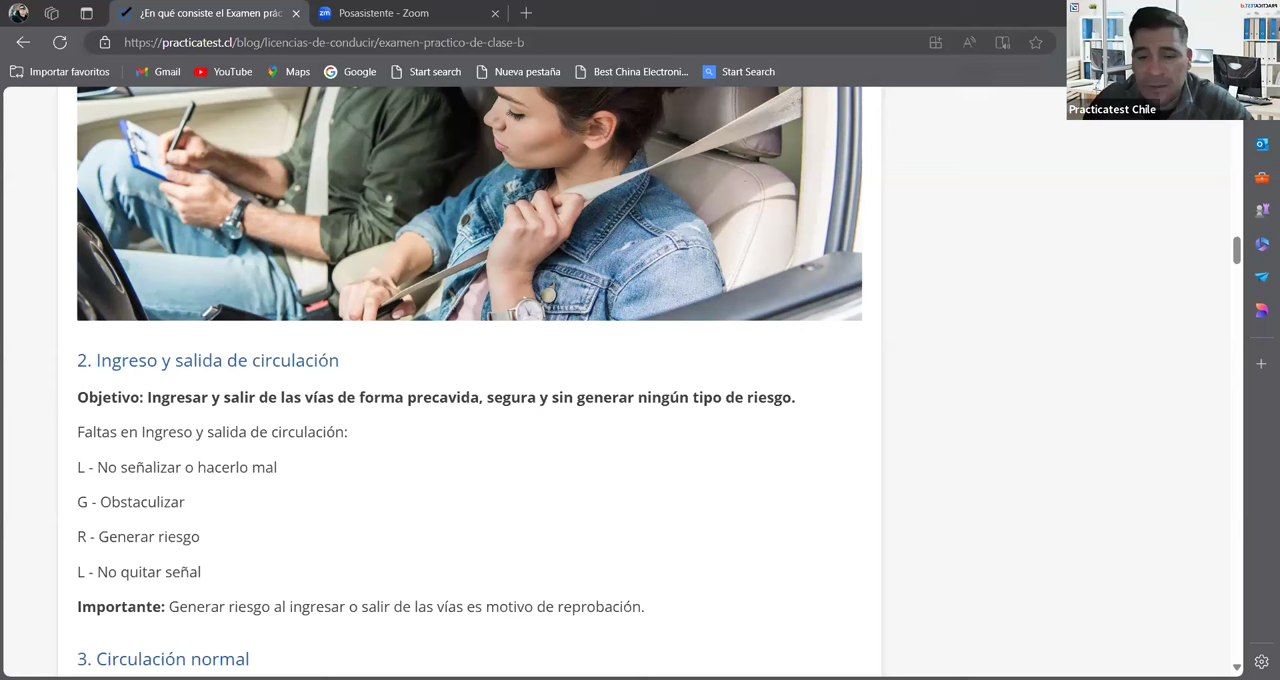 ¿En qué consiste el Examen prác
Posasistente - Zoom
https://practicatest.cl/blog/licencias-de-conducir/examen-practico-de-clase-b
Importar favoritos
Gmail
YouTube
Maps
Google
Start search
Nueva pestaña
Best China Electroni...
Start Search
Practicatest Chile
2. Ingreso y salida de circulación
Objetivo: Ingresar y salir de las vías de forma precavida, segura y sin generar ningún tipo de riesgo.
Faltas en Ingreso y salida de circulación:
L - No señalizar o hacerlo mal
G - Obstaculizar
R - Generar riesgo
L - No quitar señal
Importante: Generar riesgo al ingresar o salir de las vías es motivo de reprobación.
3. Circulación normal